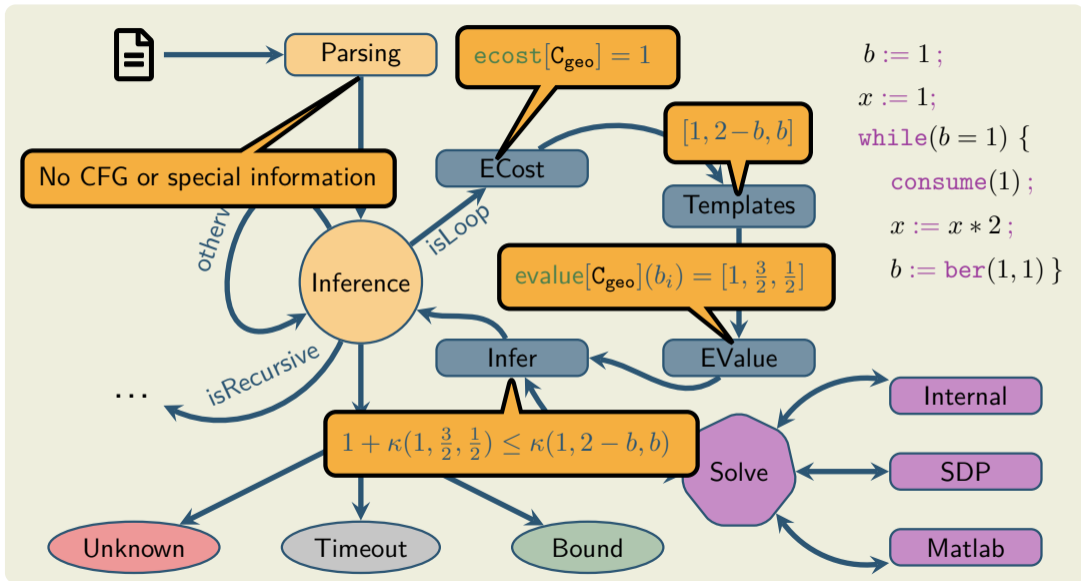 Parsing
ecost[C_geo] = 1
b := 1 ;
x := 1;
while(b = 1) {
consume(1) ;
x := x ∗ 2 ;
b := ber(1, 1) }
[1, 2 − b, b]
No CFG or special information
ECost
Templates
isLoop
otherw
Inference
evalue[C_geo](b_i) = [1, 3/2, 1/2]
Infer
EValue
isRecursive
...
1 + κ(1, 3/2, 1/2) ≤ κ(1, 2 − b, b)
Internal
Solve
SDP
Matlab
Unknown
Timeout
Bound